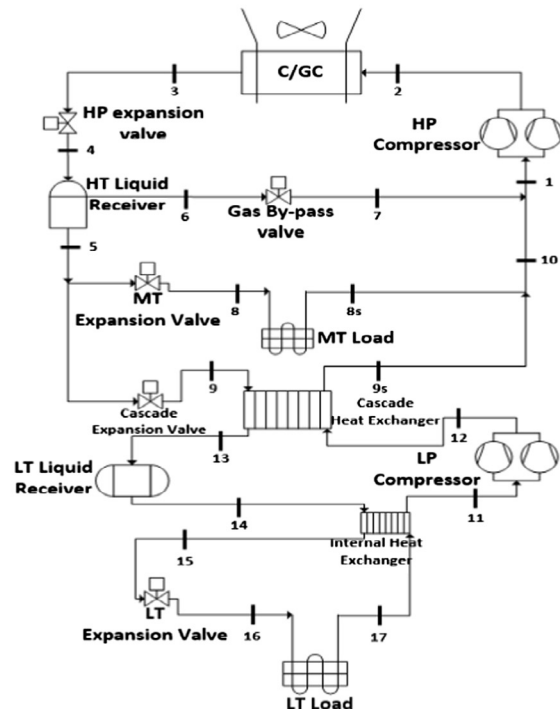 C/GC
3
2
HP expansion
valve
4
HP
Compressor
HT Liquid
Receiver
1
6
Gas By-pass
valve
7
5
10
MT
Expansion Valve
8
8s
MT Load
9
9s
Cascade
Expansion Valve
Cascade
Heat Exchanger
12
13
LT Liquid
Receiver
LP
Compressor
14
11
15
Internal Heat
Exchanger
LT
Expansion Valve
16
17
LT Load